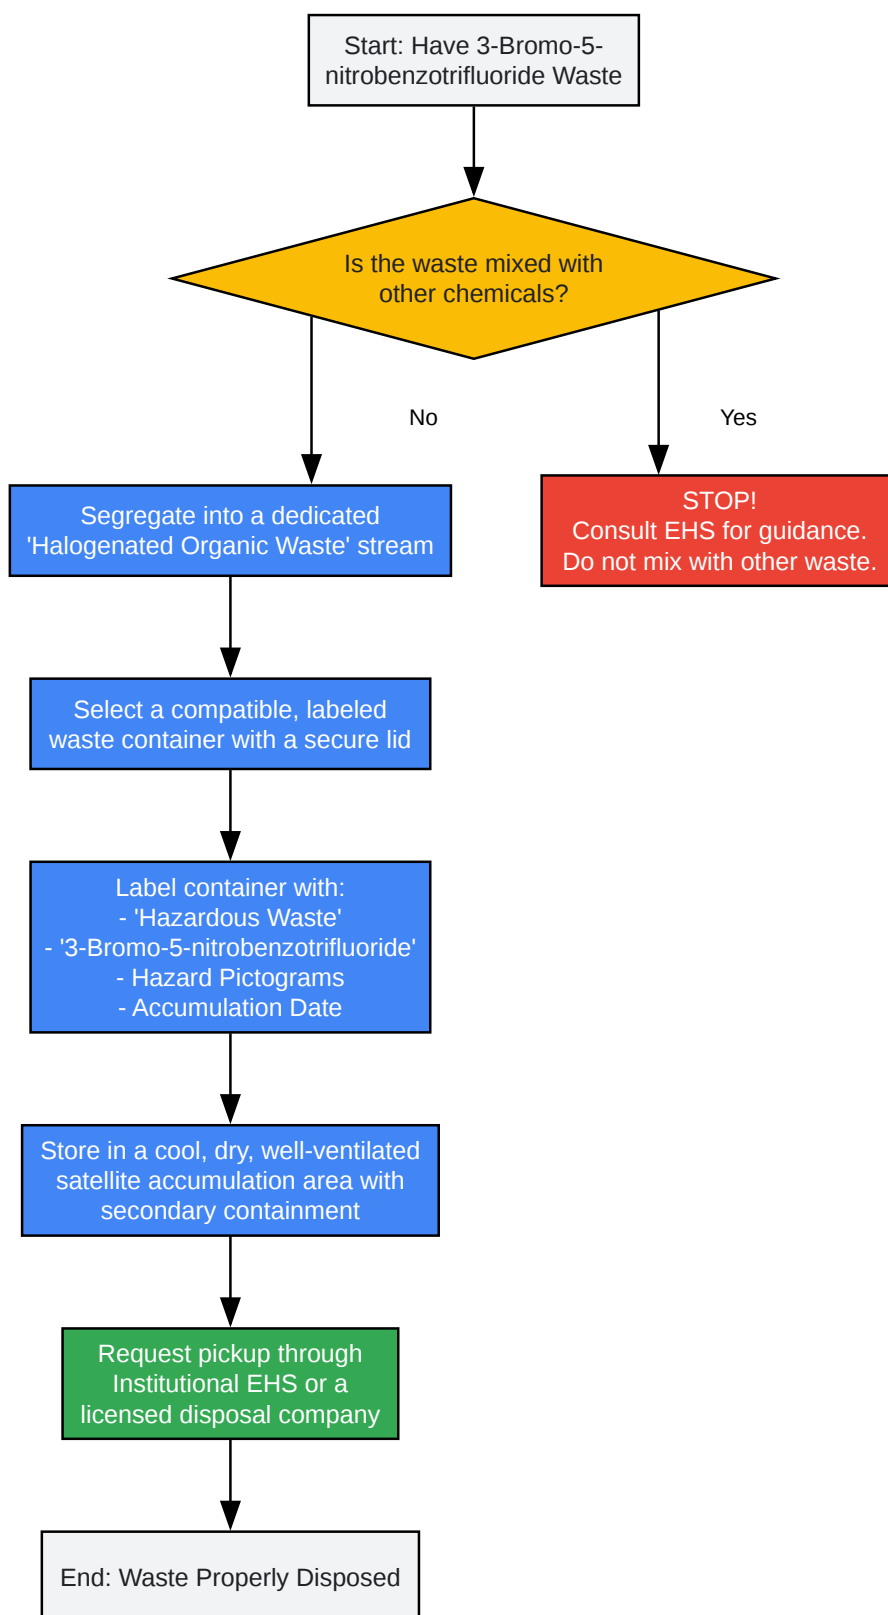 Start: Have 3-Bromo-5-
nitrobenzotrifluoride Waste
Is the waste mixed with
other chemicals?
No
Yes
Segregate into a dedicated
'Halogenated Organic Waste' stream
STOP!
Consult EHS for guidance.
Do not mix with other waste.
Select a compatible, labeled
waste container with a secure lid
Label container with:
- 'Hazardous Waste'
- '3-Bromo-5-nitrobenzotrifluoride'
- Hazard Pictograms
- Accumulation Date
Store in a cool, dry, well-ventilated
satellite accumulation area with
secondary containment
Request pickup through
Institutional EHS or a
licensed disposal company
End: Waste Properly Disposed